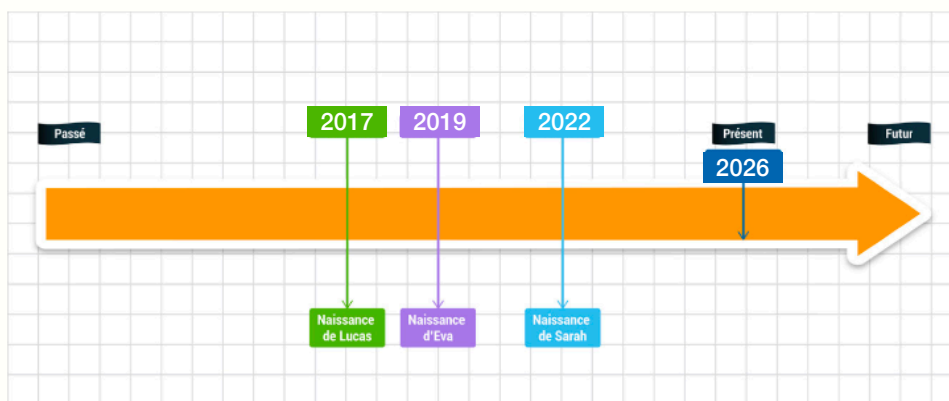 2017
2019
2022
Passé
Présent
Futur
2026
Naissance
de Lucas
Naissance
d'Eva
Naissance
de Sarah